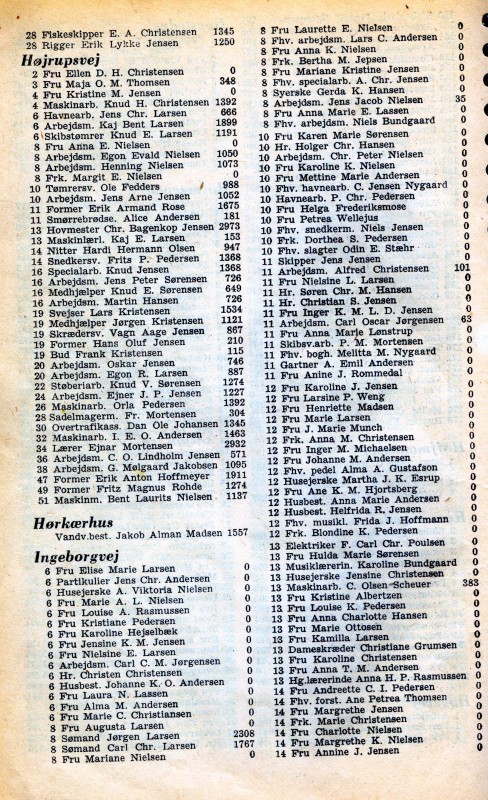 28 Fiskeskipper E. A. Christensen 1345
28 Rigger Erik Lykke Jensen 1250
Højrupsvej
2 Fru Ellen D. H. Christensen 0
3 Fru Maja O. M. Thomsen 348
4 Fru Kristine M. Jensen 0
4 Maskinarb. Knud H. Christensen 1392
6 Havnearb. Jens Chr. Larsen 666
6 Arbejdsm. Kaj Bent Larsen 1899
6 Skibstømrer Knud E. Larsen 1191
8 Fru Anna E. Nielsen 0
8 Arbejdsm. Egon Evald Nielsen 1050
8 Arbejdsm. Henning Nielsen 1073
8 Frk. Margit E. Nielsen 0
10 Tømrersv. Ole Fedders 988
10 Arbejdsm. Jens Arne Jensen 1052
11 Former Erik Armand Rose 1675
11 Smørrebrødse. Alice Andersen 181
13 Hovmester Chr. Bagenkop Jensen 2973
13 Maskinlærl. Kaj E. Larsen 153
14 Nitter Hardi Hermann Olsen 947
14 Snedkersv. Frits P. Pedersen 1368
16 Specialarb. Knud Jensen 1368
16 Arbejdsm. Jens Peter Sørensen 726
16 Medhjælper Knud E. Sørensen 649
16 Arbejdsm. Martin Hansen 726
19 Svejser Lars Kristensen 1534
19 Medhjælper Jørgen Kristensen 1121
19 Skrædersv. Vagn Aage Jensen 867
19 Former Hans Oluf Jensen 210
19 Bud Frank Kristensen 115
20 Arbejdsm. Oskar Jensen 746
20 Arbejdsm. Egon R. Larsen 887
22 Støberiarb. Knud V. Sørensen 1274
24 Arbejdsm. Ejner J. P. Jensen 1227
26 Maskinarb. Orla Pedersen 1392
28 Sadelmagerm. Fr. Mortensen 304
30 Overtrafikass. Dan Ole Johansen 1345
32 Maskinarb. I. E. O. Andersen 1463
34 Lærer Ejnar Mortensen 2932
36 Arbejdsm. C. O. Lindholm Jensen 571
38 Arbejdsm. G. Mølgaard Jakobsen 1095
47 Former Erik Anton Hoffmeyer 1911
49 Former Fritz Magnus Rohde 1274
51 Maskinm. Bent Laurits Nielsen 1137
Hørkærhus
Vandv.best. Jakob Alman Madsen 1557
Ingeborgvej
6 Fru Elise Marie Larsen 0
6 Partikulier Jens Chr. Andersen 0
6 Husejerske A. Viktoria Nielsen 0
6 Fru Marie A. L. Nielsen 0
6 Fru Louise A. Rasmussen 0
6 Fru Kristiane Pedersen 0
6 Fru Karoline Hejselbæk 0
6 Fru Jensine K. M. Jensen 0
6 Fru Nielsine E. Larsen 0
6 Arbejdsm. Carl C. M. Jørgensen 0
6 Hr. Christen Christensen 0
6 Husbest. Johanne K. O. Andersen 0
6 Fru Laura N. Lassen 0
6 Fru Alma M. Andersen 0
6 Fru Marie C. Christiansen 0
8 Fru Augusta Larsen 0
8 Sømand Jørgen Larsen 2308
8 Sømand Carl Chr. Larsen 1767
8 Fru Mariane Nielsen 0
8 Fru Laurette E. Nielsen 0
8 Fhv. arbejdsm. Lars C. Andersen 0
8 Fru Anna K. Nielsen 0
8 Frk. Bertha M. Jepsen 0
8 Fru Mariane Kristine Jensen 0
8 Fhv. specialarb. A. Chr. Jensen 0
8 Syerske Gerda K. Hansen 0
8 Arbejdsm. Jens Jacob Nielsen 35
8 Fru Anna Marie E. Lassen 0
8 Fhv. arbejdsm. Niels Bundgaard 0
10 Fru Karen Marie Sørensen 0
10 Hr. Holger Chr. Hansen 0
10 Arbejdsm. Chr. Peter Nielsen 0
10 Fru Karoline K. Nielsen 0
10 Fru Mettine Marie Andersen 0
10 Fhv. havnearb. C. Jensen Nygaard 0
10 Havnearb. P. Chr. Pedersen 0
10 Fru Helga Frederiksmose 0
10 Fru Petrea Wellejus 0
10 Fhv. snedkerm. Niels Jensen 0
10 Frk. Dorthea S. Pedersen 0
10 Fhv. slagter Odin E. Stæhr 0
11 Skipper Jens Jensen 0
11 Arbejdsm. Alfred Christensen 101
11 Fru Nielsine L. Larsen 0
11 Hr. Søren Chr. M. Hansen 0
11 Hr. Christian S. Jensen 0
11 Fru Inger K. M. L. D. Jensen 0
11 Arbejdsm. Carl Oscar Jørgensen 63
11 Fru Anna Marie Lønstrup 0
11 Skibsv.arb. P. M. Mortensen 0
11 Fhv. bogh. Melitta M. Nygaard 0
11 Gartner A. Emil Andersen 0
11 Fru Anine J. Rommedal 0
12 Fru Karoline J. Jensen 0
12 Fru Larsine P. Weng 0
12 Fru Henriette Madsen 0
12 Fru Marie Larsen 0
12 Fru J. Marie Munch 0
12 Frk. Anna M. Christensen 0
12 Fru Inger M. Michaelsen 0
12 Fru Johanne M. Andersen 0
12 Fhv. pedel Alma A. Gustafson 0
12 Husejerske Martha J. K. Esrup 0
12 Fru Ane K. M. Hjortsberg 0
12 Husbest. Anna Marie Andersen 0
12 Husbest. Helfrida R. Jensen 0
12 Fhv. musikl. Frida J. Hoffmann 0
12 Frk. Blondine K. Pedersen 0
13 Elektriker F. Carl Chr. Poulsen 0
13 Fru Hulda Marie Sørensen 0
13 Musiklærerin. Karoline Bundgaard 0
13 Husejerske Jensine Christensen 0
13 Maskinarb. C. Olsen-Scheuer 383
13 Fru Kristine Albertzen 0
13 Fru Louise K. Pedersen 0
13 Fru Anna Charlotte Hansen 0
13 Fru Marie Ottosen 0
13 Fru Kamilla Larsen 0
13 Dameskræder Christiane Grumsen 0
13 Fru Karoline Christensen 0
13 Fru Anna T. M. Andersen 0
13 Hg.lærerinde Anna H. P. Rasmussen 0
14 Fru Andreette C. I. Pedersen 0
14 Fhv. forst. Ane Petrea Thomsen 0
14 Fru Margrethe Jensen 0
14 Frk. Marie Christensen 0
14 Fru Charlotte Nielsen 0
14 Fru Margrethe K. Nielsen 0
14 Fru Annine J. Jensen 0